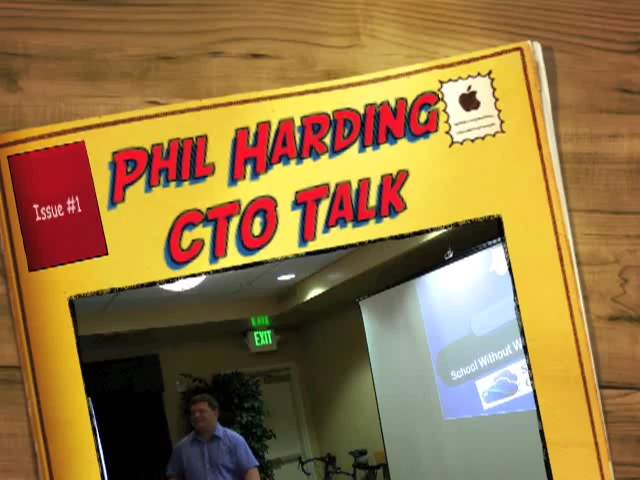 PHIL HARDING
CTO TALK
Issue #1
EXIT
School Without W